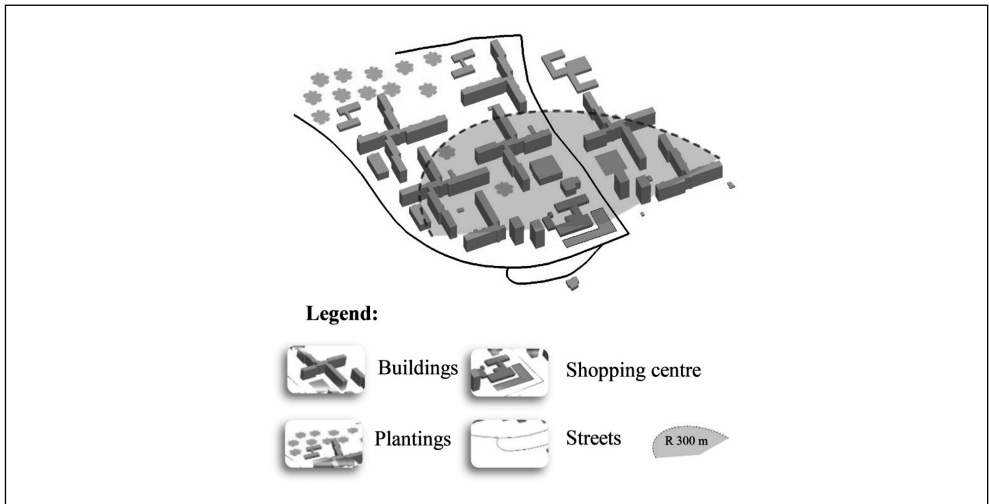 Legend:
Buildings
Shopping centre
Plantings
Streets
R 300 m